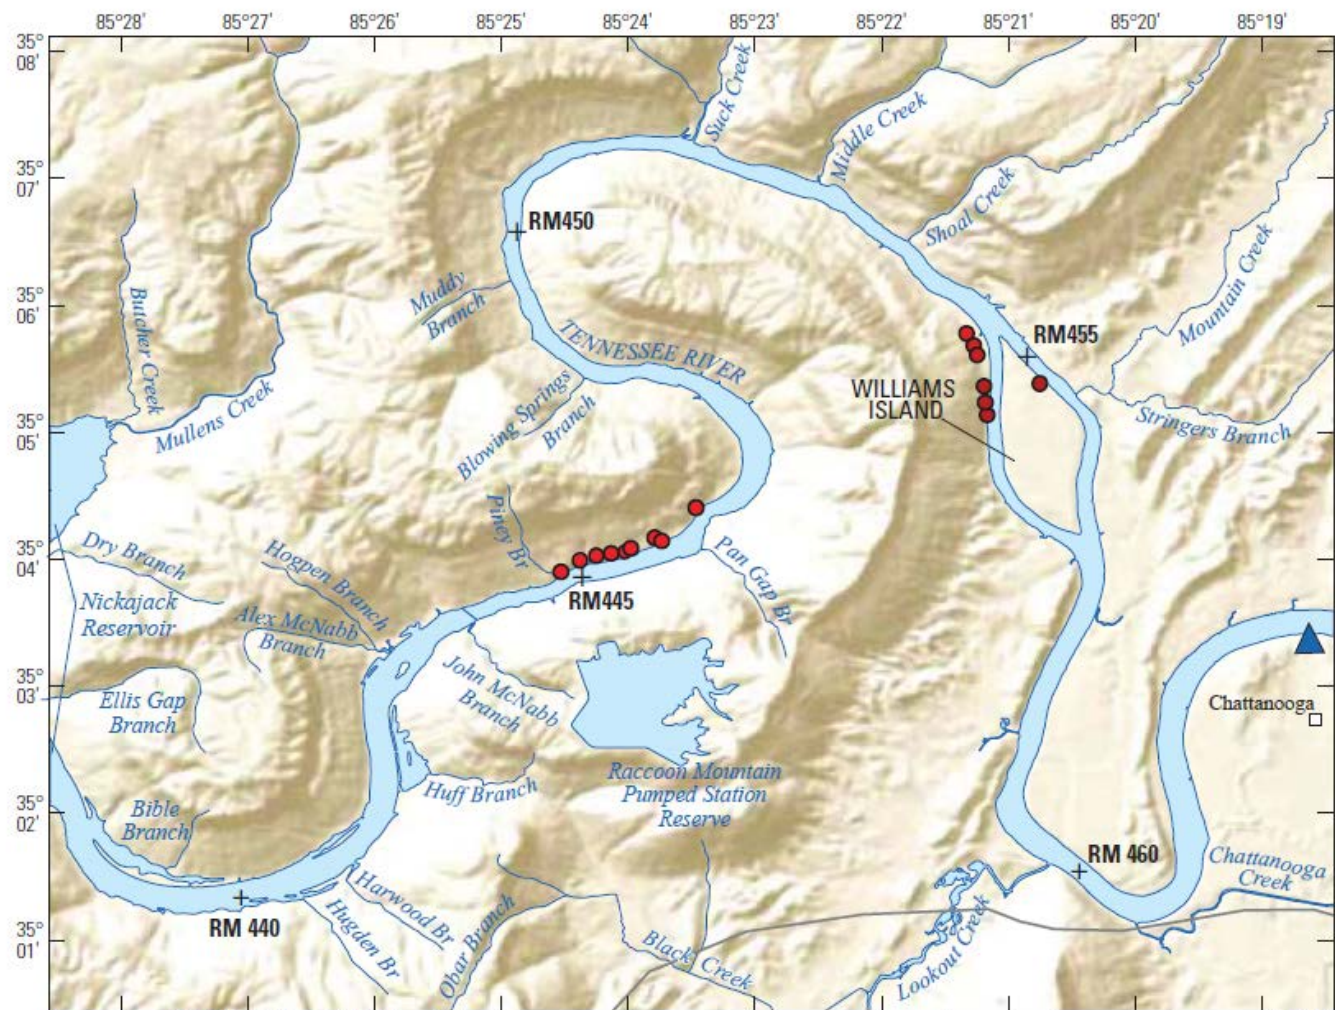 85°28' 85°27' 85°26' 85°25' 85°24' 85°23' 85°22' 85°21' 85°20' 85°19'
35°
08'
Suck Creek
Middle Creek
35°
07'
Shoal Creek
RM450
Mountain Creek
Muddy
Branch
35°
06'
Butcher Creek
TENNESSEE RIVER
RM455
WILLIAMS
ISLAND
Mullens Creek
Blowing Springs
Branch
Stringers Branch
35°
05'
Piney Br
35°
04'
Dry Branch
Hogpen Branch
Pan Gap Br
RM445
Nickajack
Reservoir
Alex McNabb
Branch
John McNabb
Branch
35°
03'
Ellis Gap
Branch
Chattanooga
Raccoon Mountain
Pumped Station
Reserve
Huff Branch
35°
02'
Bible
Branch
RM 460
Chattanooga
Creek
Harwood Br
RM 440
Hugden Br
Obar Branch
Black Creek
Lookout Creek
35°
01'